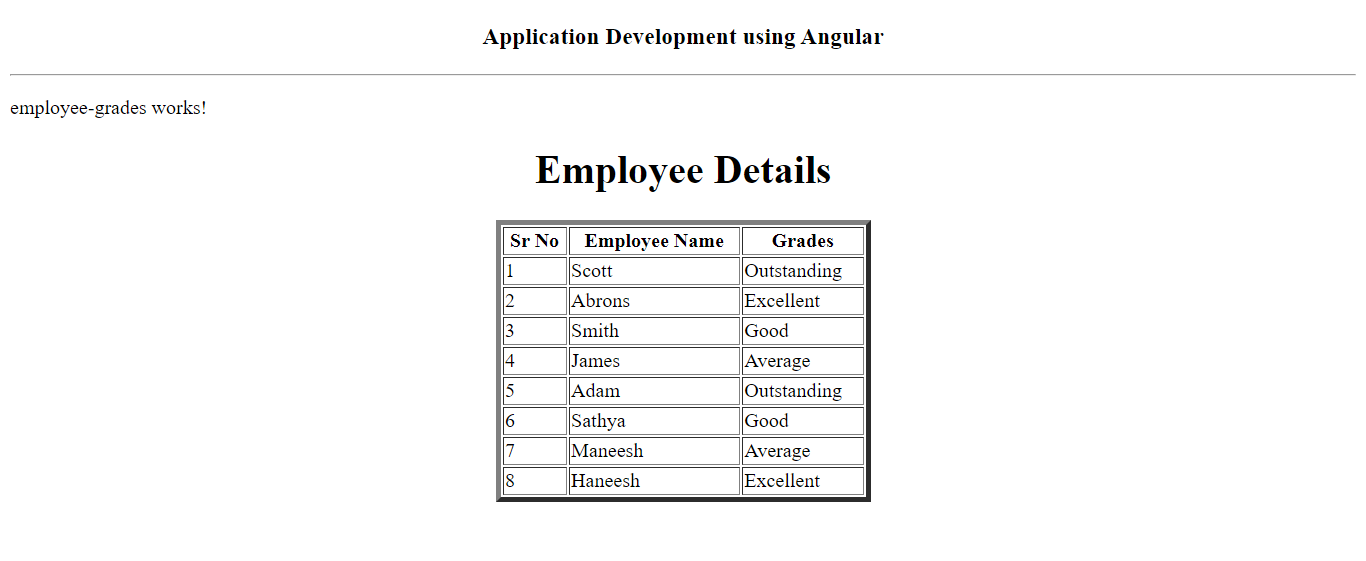 Application Development using Angular
employee-grades works!
Employee Details
Sr No Employee Name Grades
1 Scott Outstanding
2 Abrons Excellent
3 Smith Good
4 James Average
5 Adam Outstanding
6 Sathya Good
7 Maneesh Average
8 Haneesh Excellent